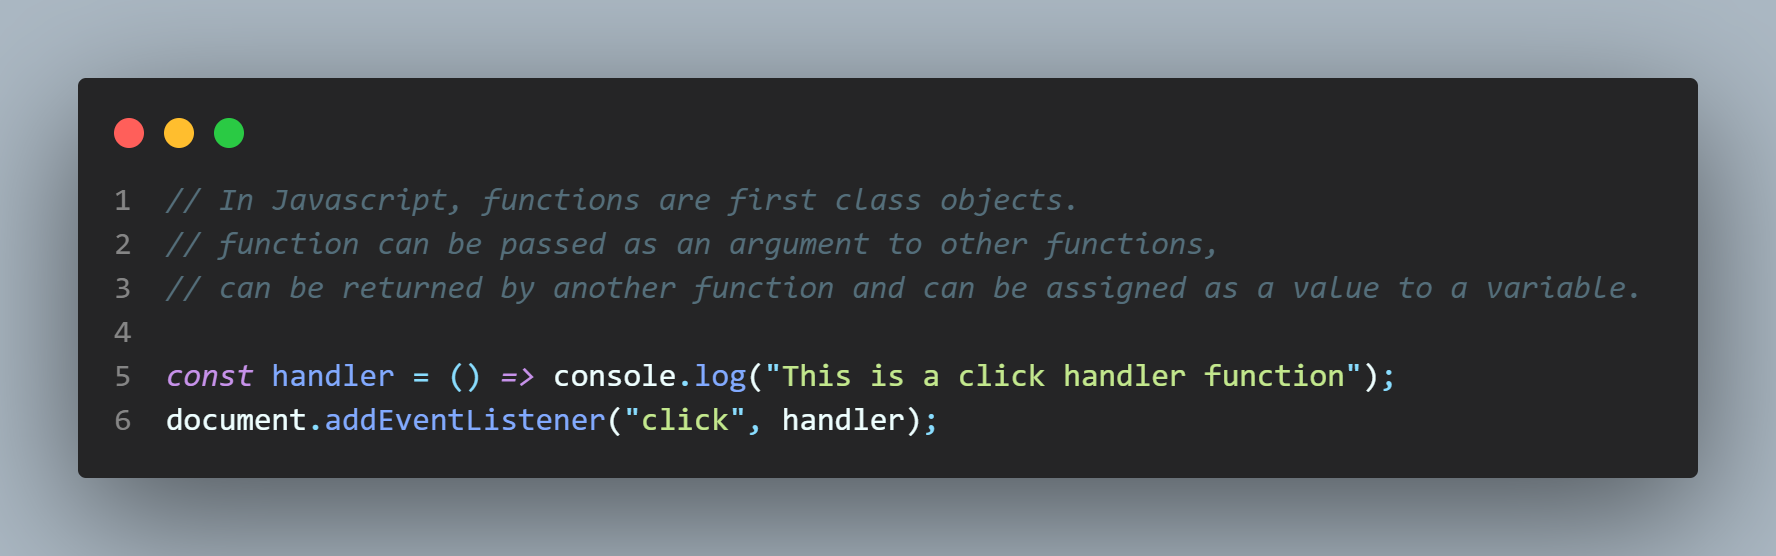 1 // In Javascript, functions are first class objects.
2 // function can be passed as an argument to other functions,
3 // can be returned by another function and can be assigned as a value to a variable.
4
5 const handler = () => console.log("This is a click handler function");
6 document.addEventListener("click", handler);